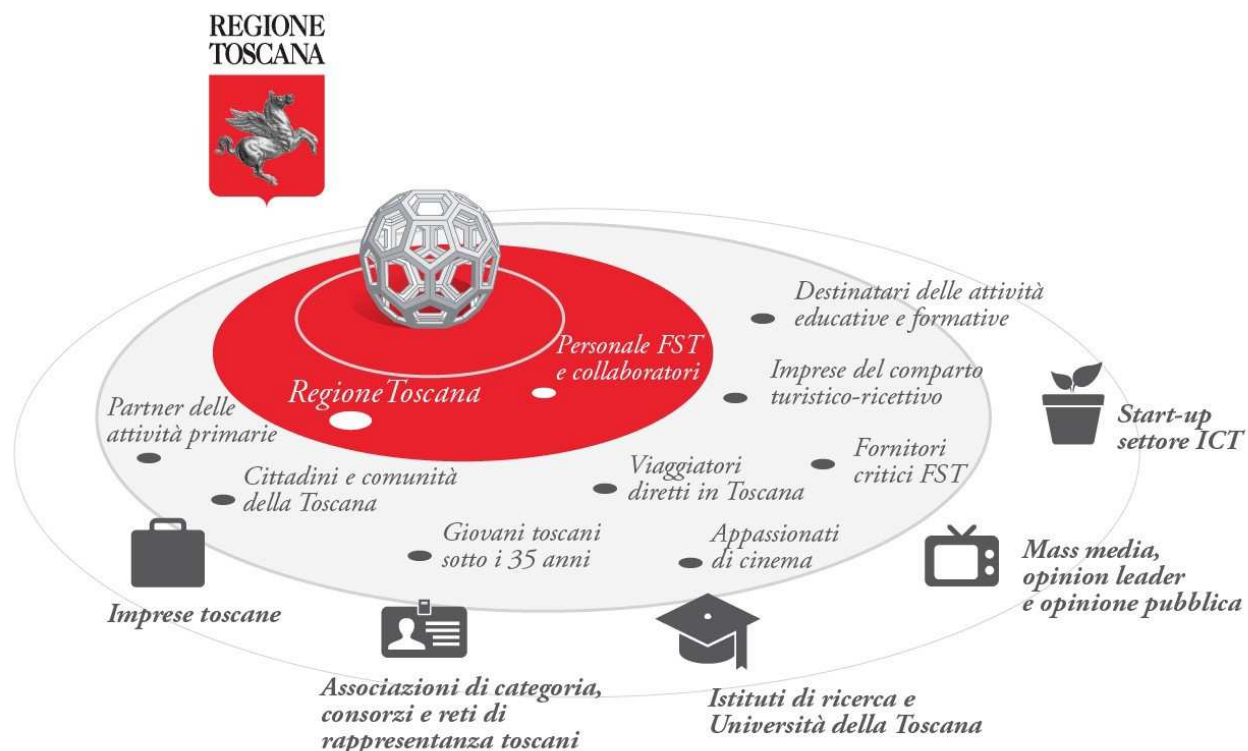 REGIONE
TOSCANA
Destinatari delle attività
educative e formative
Personale FST
e collaboratori
Regione Toscana
Imprese del comparto
turistico-ricettivo
Partner delle
attività primarie
Start-up
settore ICT
Cittadini e comunità
della Toscana
Viaggiatori
diretti in Toscana
Fornitori
critici FST
Giovani toscani
sotto i 35 anni
Appassionati
di cinema
Mass media,
opinion leader
e opinione pubblica
Imprese toscane
Associazioni di categoria,
consorzi e reti di
rappresentanza toscani
Istituti di ricerca e
Università della Toscana